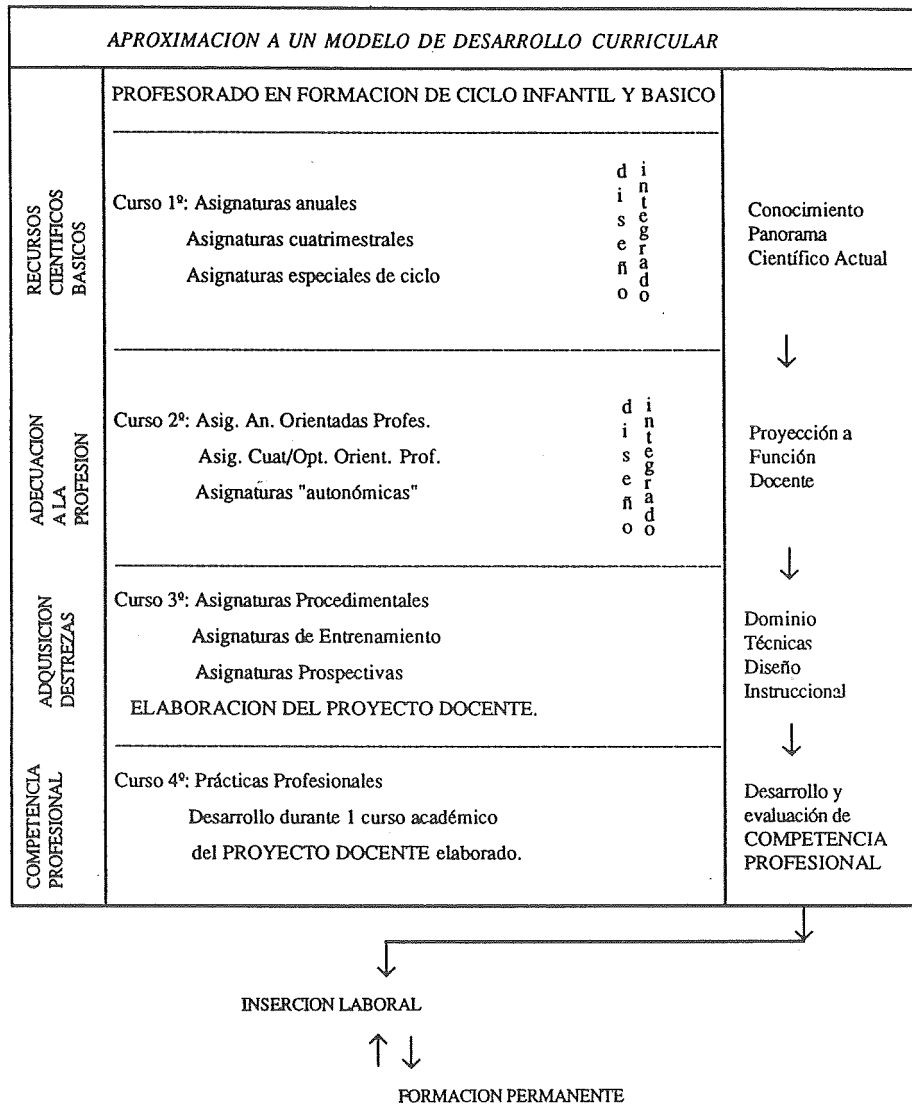 APROXIMACION A UN MODELO DE DESARROLLO CURRICULAR
PROFESORADO EN FORMACION DE CICLO INFANTIL Y BASICO
RECURSOS
CIENTIFICOS
BASICOS
Curso 1º: Asignaturas anuales
Asignaturas cuatrimestrales
Asignaturas especiales de ciclo
diseño
integrado
Conocimiento
Panorama
Científico Actual
ADECUACION
A LA
PROFESION
Curso 2º: Asig. An. Orientadas Profes.
Asig. Cuat/Opt. Orient. Prof.
Asignaturas "autonómicas"
diseño
integrado
Proyección a
Función
Docente
ADQUISICION
DESTREZAS
Curso 3º: Asignaturas Procedimentales
Asignaturas de Entrenamiento
Asignaturas Prospectivas
ELABORACION DEL PROYECTO DOCENTE.
Dominio
Técnicas
Diseño
Instruccional
COMPETENCIA
PROFESIONAL
Curso 4º: Prácticas Profesionales
Desarrollo durante 1 curso académico
del PROYECTO DOCENTE elaborado.
Desarrollo y
evaluación de
COMPETENCIA
PROFESIONAL
INSERCION LABORAL
FORMACION PERMANENTE